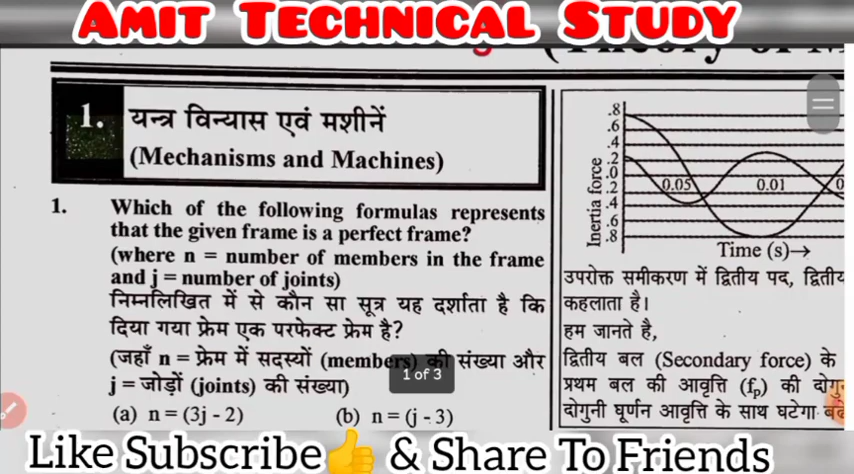 AMIT TECHNICAL STUDY
1. यन्त्र विन्यास एवं मशीनें
(Mechanisms and Machines)
1. Which of the following formulas represents
that the given frame is a perfect frame?
(where n = number of members in the frame
and j = number of joints)
निम्नलिखित में से कौन सा सूत्र यह दर्शाता है कि
दिया गया फ्रेम एक परफेक्ट फ्रेम है?
(जहाँ n = फ्रेम में सदस्यों (members) की संख्या और
j = जोड़ों (joints) की संख्या)
(a) n = (3j - 2) (b) n = (j - 3)
1 of 3
.8
.6
.4
.2
.0
.2
.4
.6
.8
Inertia force
0.05 0.01
Time (s)→
उपरोक्त समीकरण में द्वितीय पद, द्वितीय
कहलाता है।
हम जानते है,
द्वितीय बल (Secondary force) के
प्रथम बल की आवृत्ति (fp) की
दोगुनी घूर्णन आवृत्ति के साथ घटेगा
Like Subscribe👍 & Share To Friends